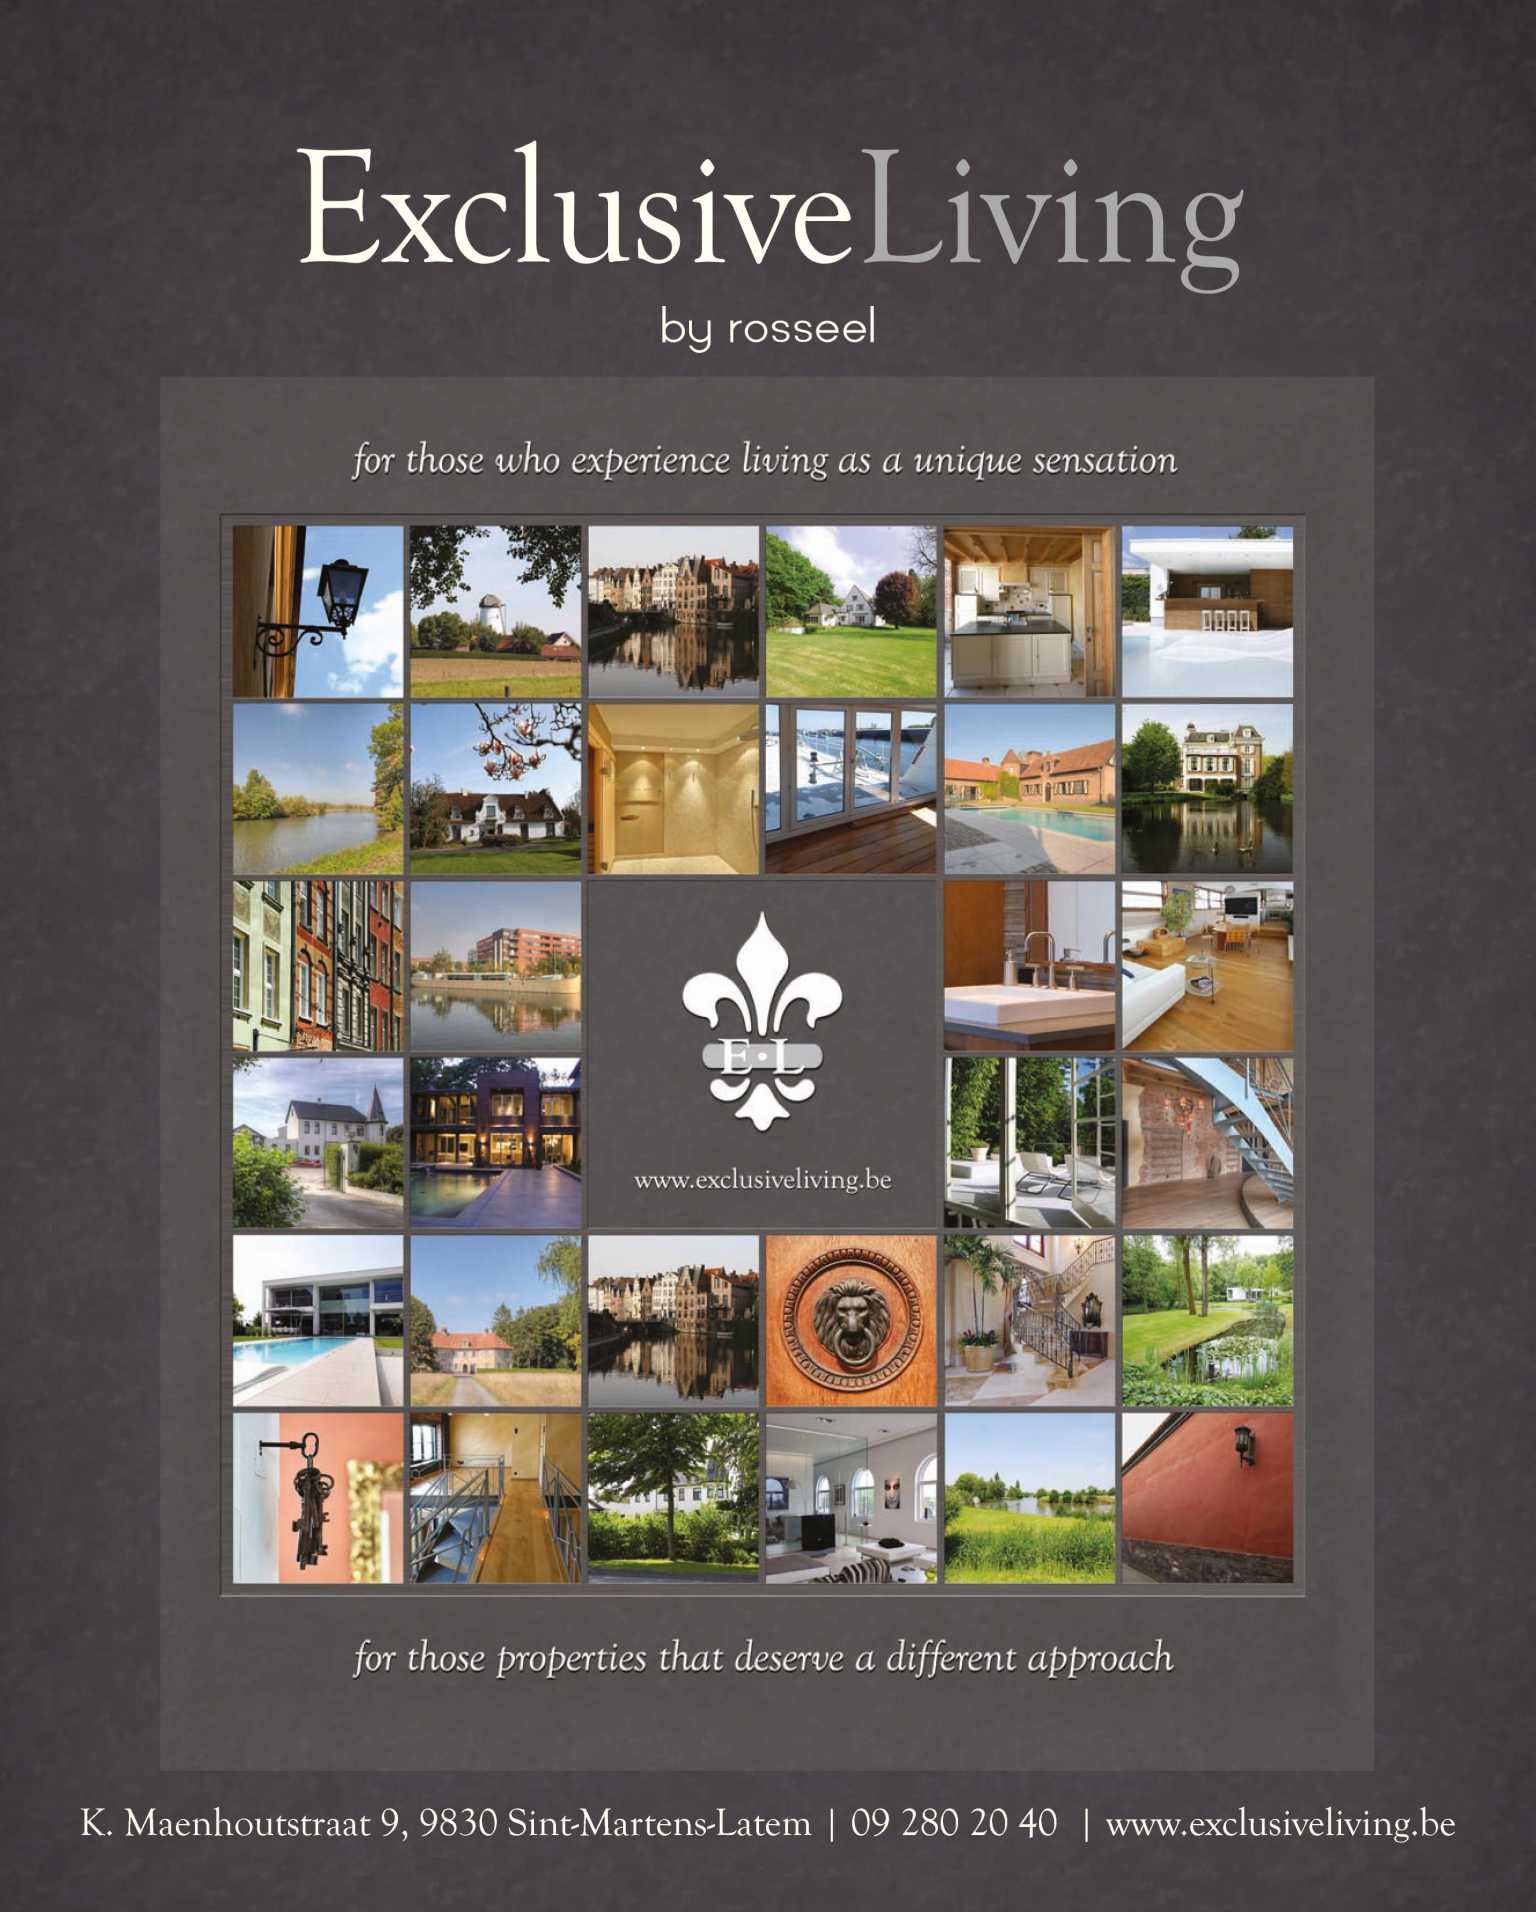 ExclusiveLiving
by rosseel
for those who experience living as a unique sensation
E·L
www.exclusiveliving.be
for those properties that deserve a different approach
K. Maenhoutstraat 9, 9830 Sint-Martens-Latem | 09 280 20 40 | www.exclusiveliving.be